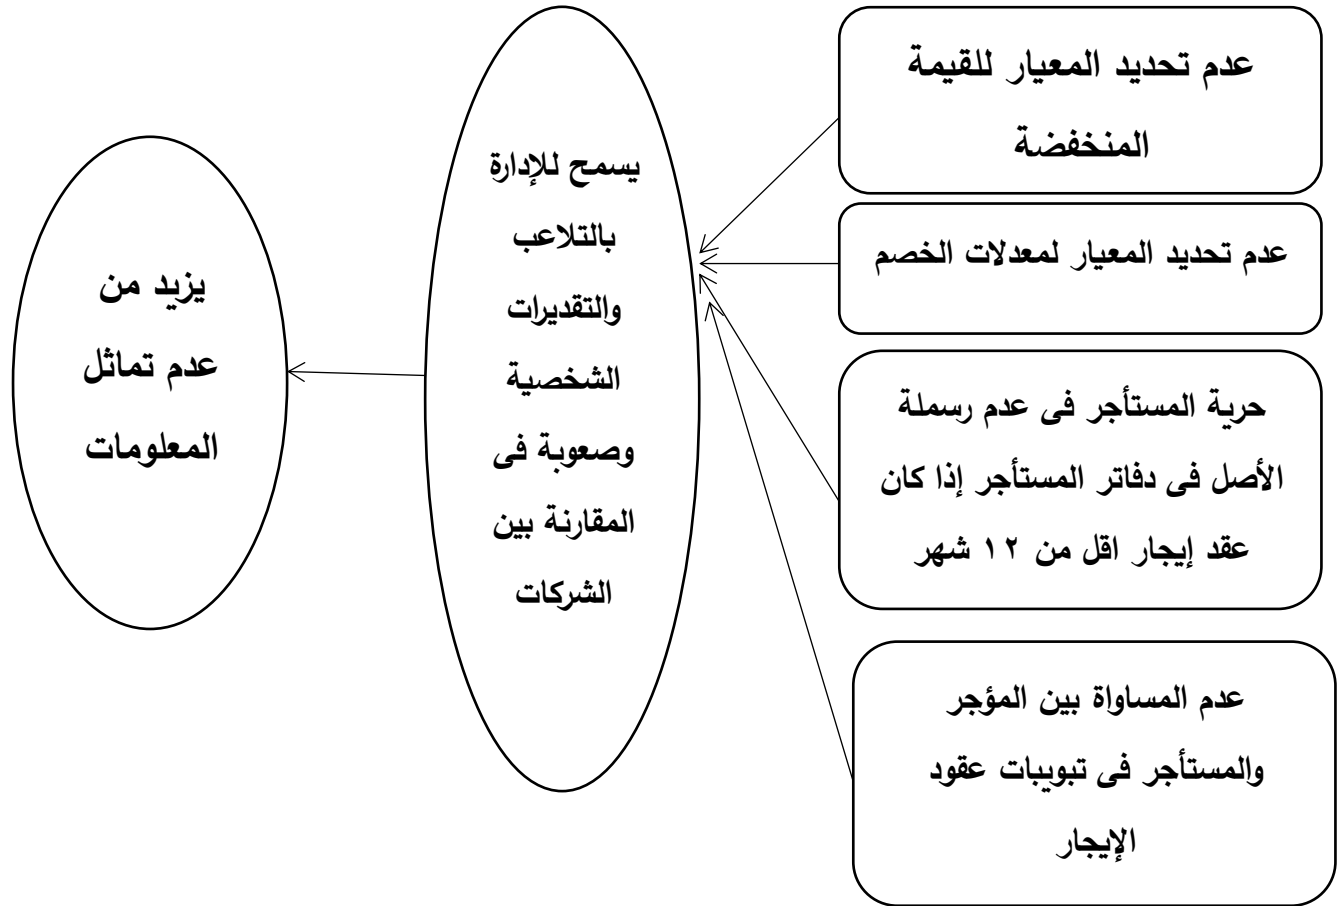 عدم تحديد المعيار للقيمة
المنخفضة
عدم تحديد المعيار لمعدلات الخصم
حرية المستأجر فى عدم رسملة
الأصل فى دفاتر المستأجر إذا كان
عقد إيجار اقل من ١٢ شهر
عدم المساواة بين المؤجر
والمستأجر فى تبويبات عقود
الإيجار
يسمح للإدارة
بالتلاعب
والتقديرات
الشخصية
وصعوبة فى
المقارنة بين
الشركات
يزيد من
عدم تماثل
المعلومات